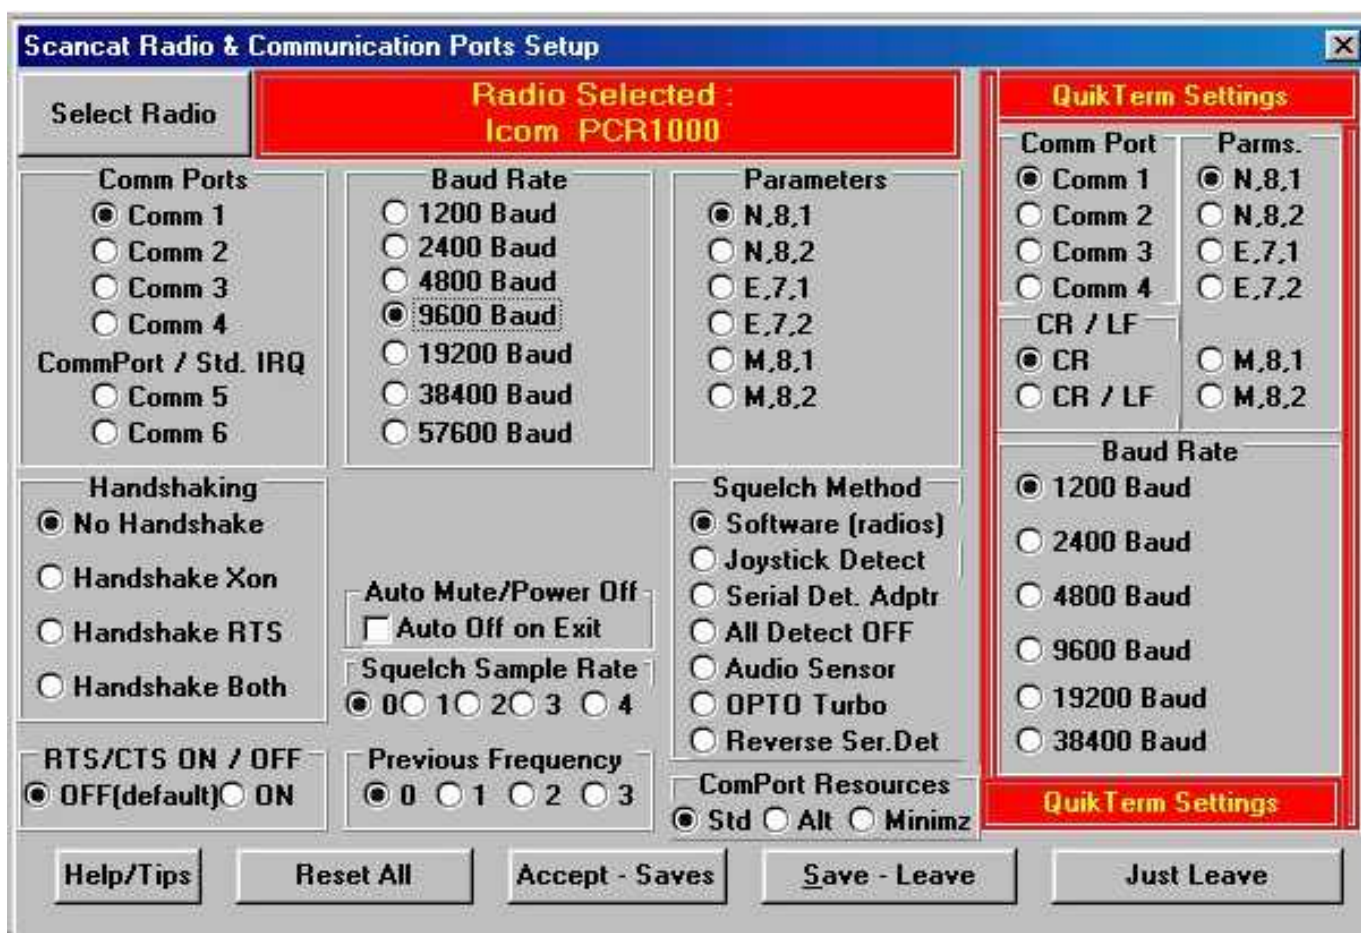 Scancat Radio & Communication Ports Setup
Select Radio
Radio Selected :
Icom PCR1000
Comm Ports
Comm 1
Comm 2
Comm 3
Comm 4
CommPort / Std. IRQ
Comm 5
Comm 6
Baud Rate
1200 Baud
2400 Baud
4800 Baud
9600 Baud
19200 Baud
38400 Baud
57600 Baud
Parameters
N,8,1
N,8,2
E,7,1
E,7,2
M,8,1
M,8,2
Handshaking
No Handshake
Handshake Xon
Handshake RTS
Handshake Both
Auto Mute/Power Off
Auto Off on Exit
Squelch Sample Rate
0 1 2 3 4
Squelch Method
Software (radios)
Joystick Detect
Serial Det. Adptr
All Detect OFF
Audio Sensor
OPTO Turbo
Reverse Ser.Det
RTS/CTS ON / OFF
OFF(default) ON
Previous Frequency
0 1 2 3
ComPort Resources
Std Alt Minimz
QuikTerm Settings
Comm Port
Comm 1
Comm 2
Comm 3
Comm 4
Parms.
N,8,1
N,8,2
E,7,1
E,7,2
M,8,1
M,8,2
CR / LF
CR
CR / LF
Baud Rate
1200 Baud
2400 Baud
4800 Baud
9600 Baud
19200 Baud
38400 Baud
QuikTerm Settings
Help/Tips
Reset All
Accept - Saves
Save - Leave
Just Leave